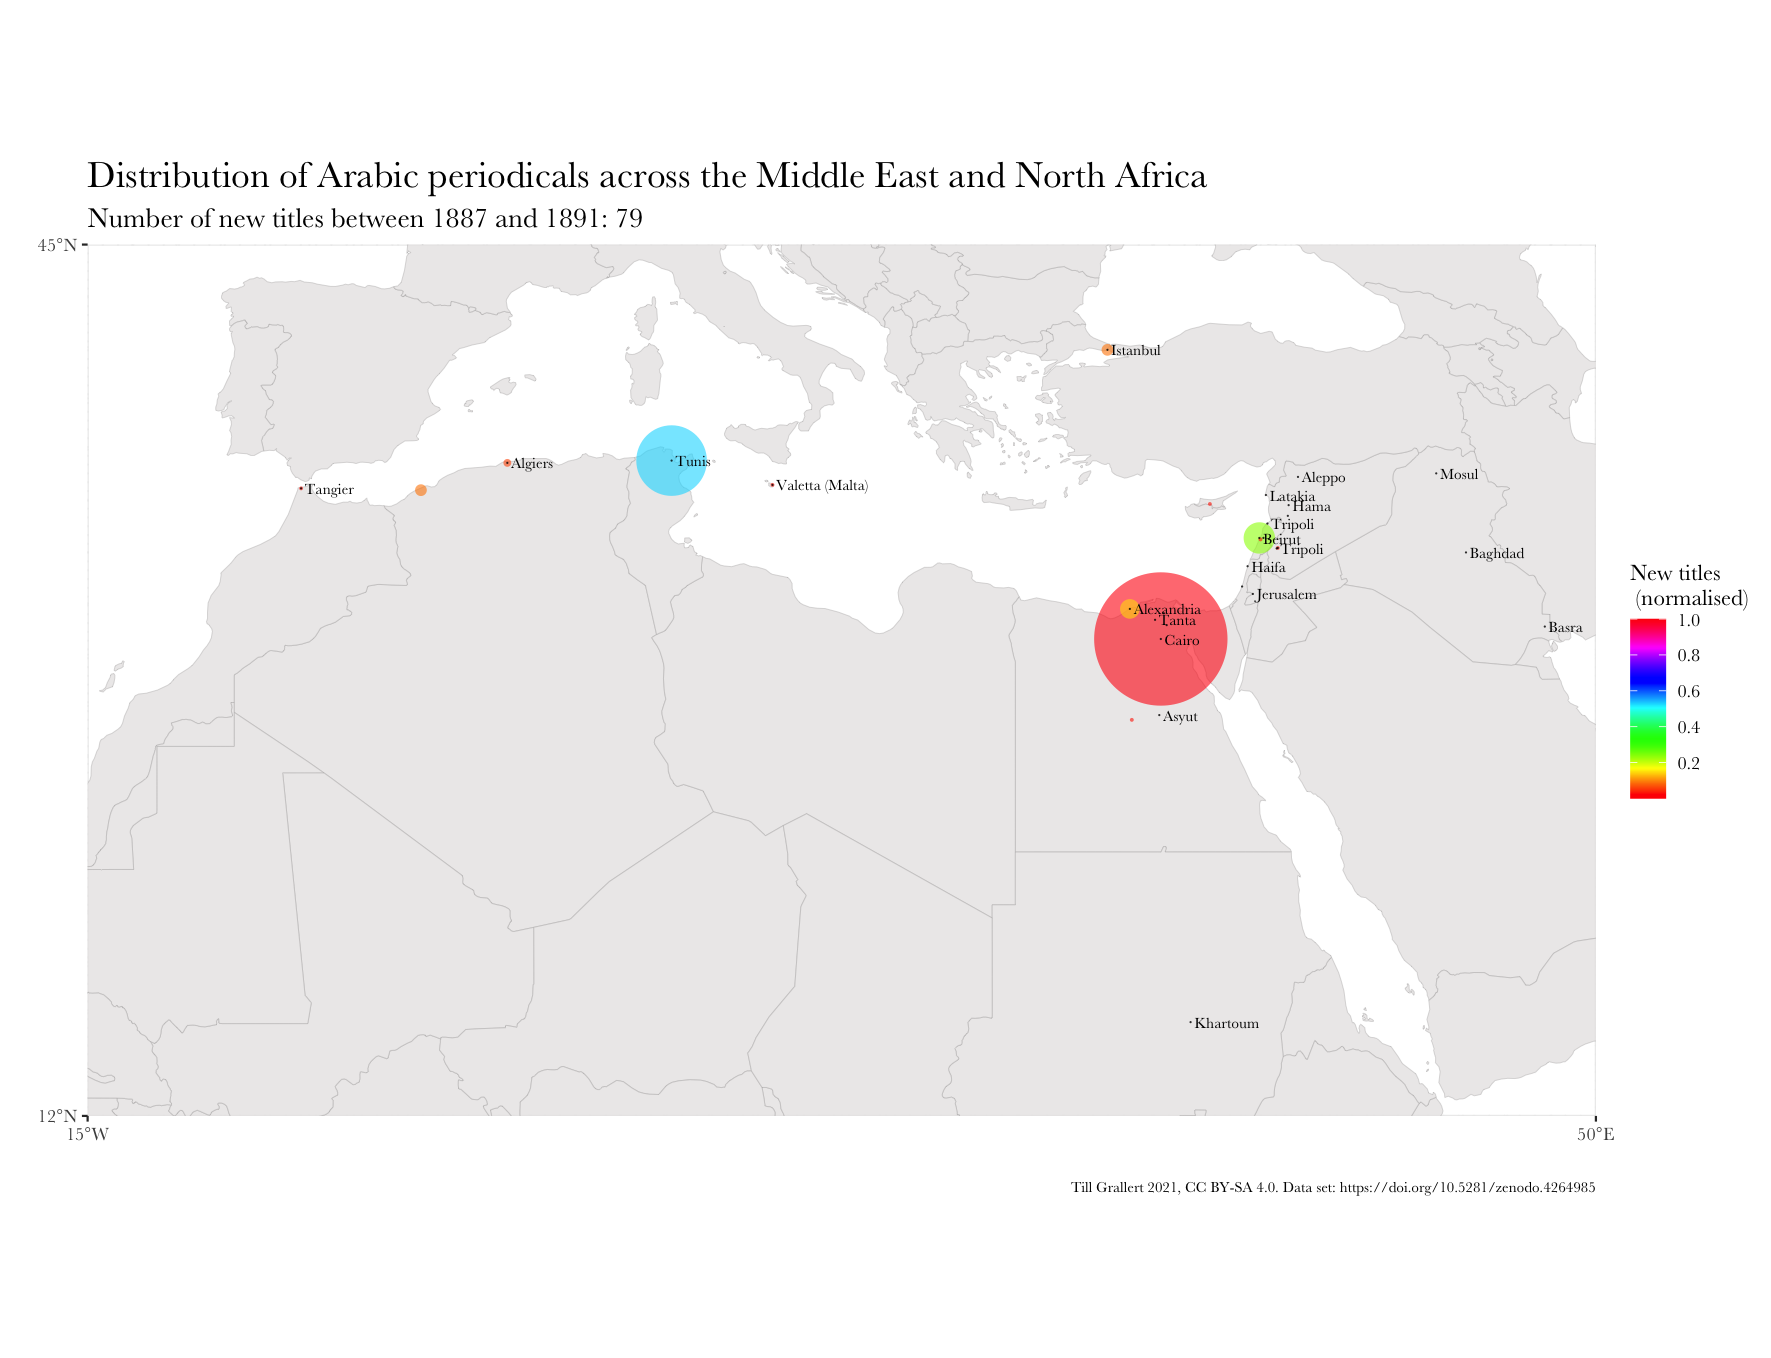 Distribution of Arabic periodicals across the Middle East and North Africa
Number of new titles between 1887 and 1891: 79
45°N
Istanbul
Tunis
Algiers
Tangier
Valetta (Malta)
Aleppo
Mosul
Latakia
Hama
Tripoli
Beirut
Tripoli
Baghdad
Haifa
Jerusalem
Alexandria
Tanta
Cairo
Basra
Asyut
Khartoum
New titles
(normalised)
1.0
0.8
0.6
0.4
0.2
12°N
15°W
50°E
Till Grallert 2021, CC BY-SA 4.0. Data set: https://doi.org/10.5281/zenodo.4264985